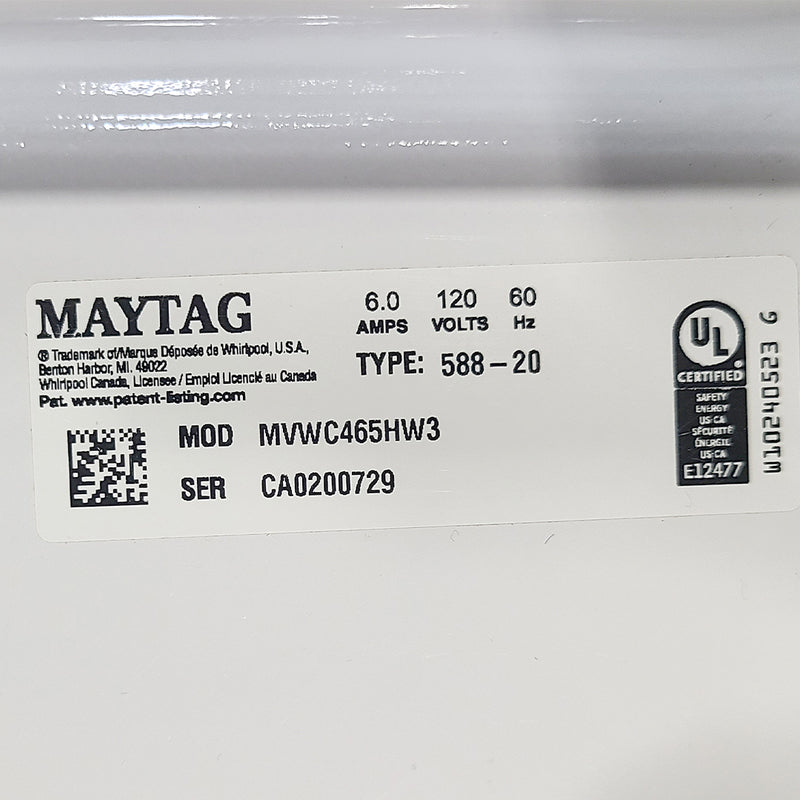 MAYTAG
® Trademark of/Marque Déposée de Whirlpool, U.S.A.,
Benton Harbor, MI. 49022
Whirlpool Canada, Licensee / Emploi Licencié au Canada
Pat. www.patent-listing.com
6.0 120 60
AMPS VOLTS Hz
TYPE: 588-20
MOD MVWC465HW3
SER CA0200729
UL
®
CERTIFIED
SAFETY
ENERGY
US CA
SÉCURITÉ
ÉNERGIE
US CA
E12477
W10240523 G